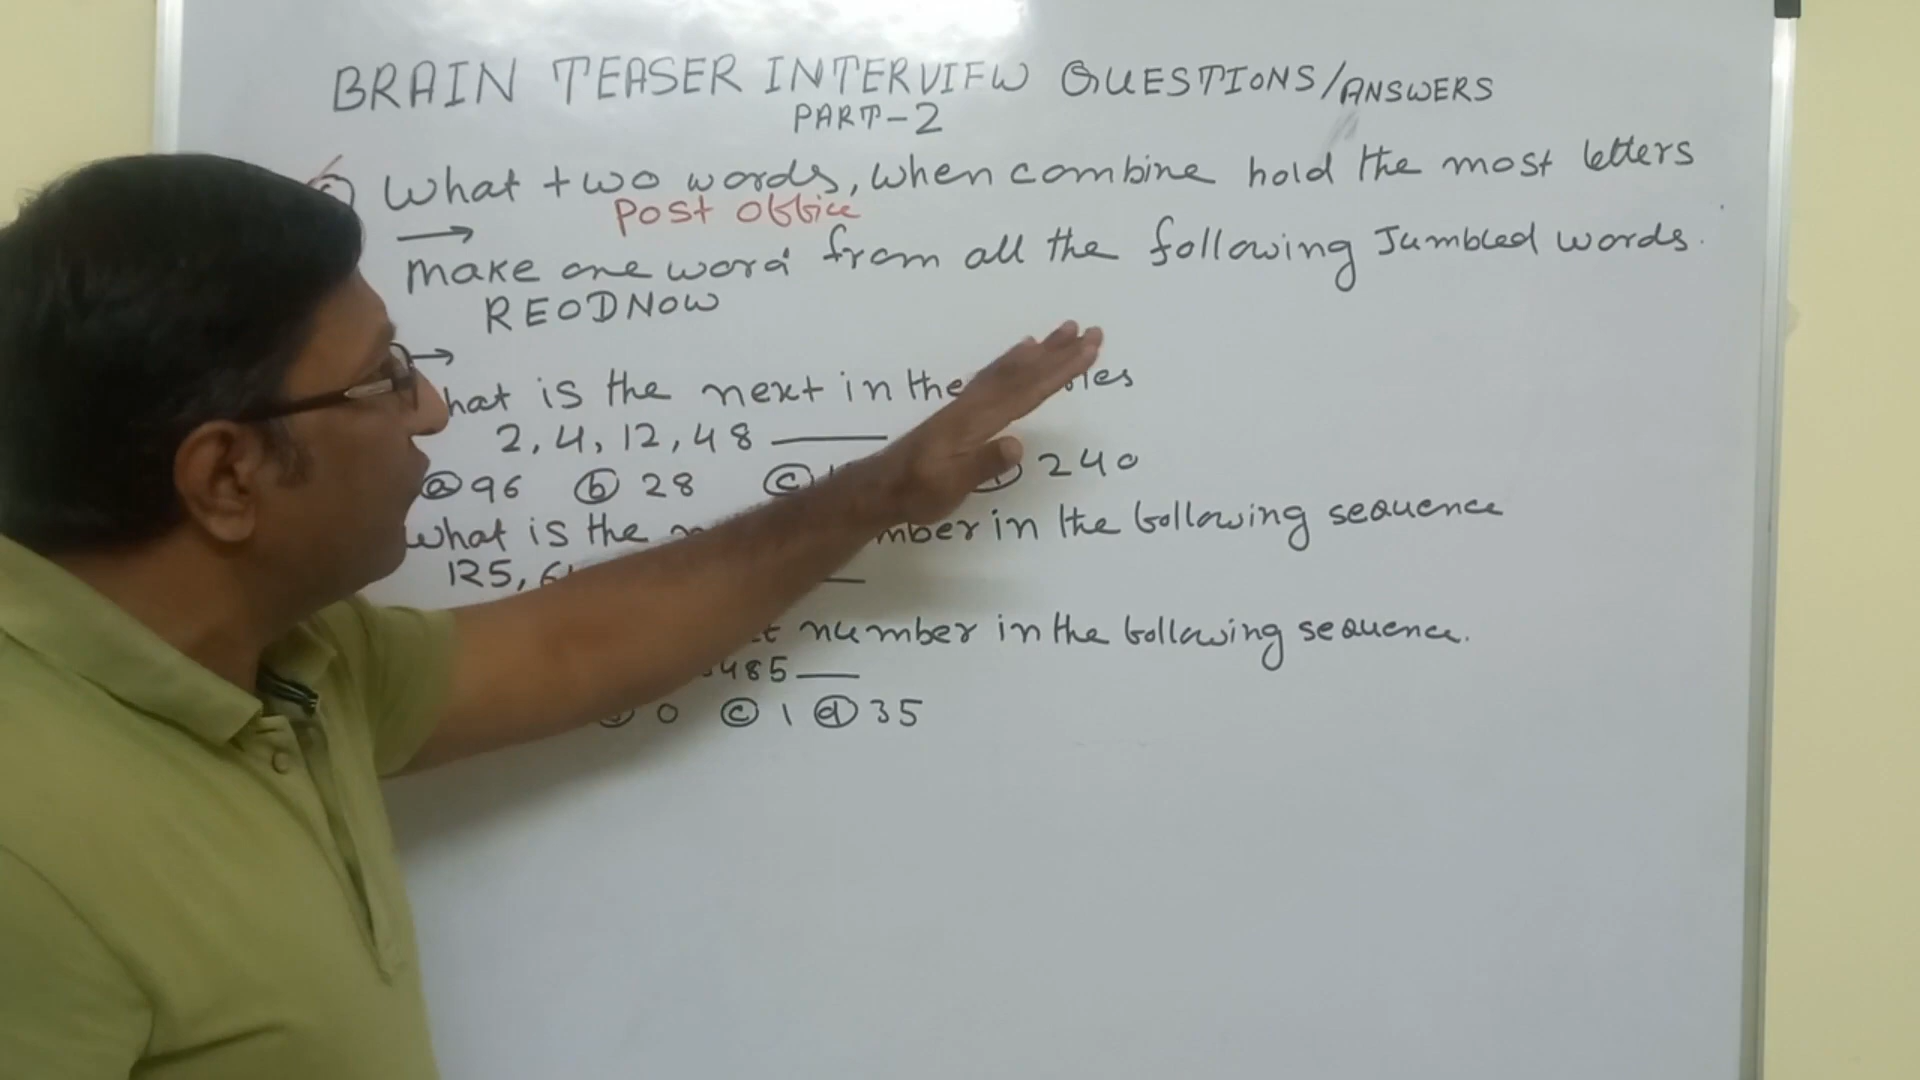 BRAIN TEASER INTERVIEW QUESTIONS/ANSWERS
PART-2
What two words, when combine hold the most letters
Post Office
→ make one word from all the following Jumbled words.
REODNOW
→
hat is the next in the
2, 4, 12, 48 ____
ⓐ 96 ⓑ 28 ⓒ 240
What is the mber in the following sequence
125, 6 ____
number in the following sequence.
485 ____
0 ⓒ 1 ⓓ 35